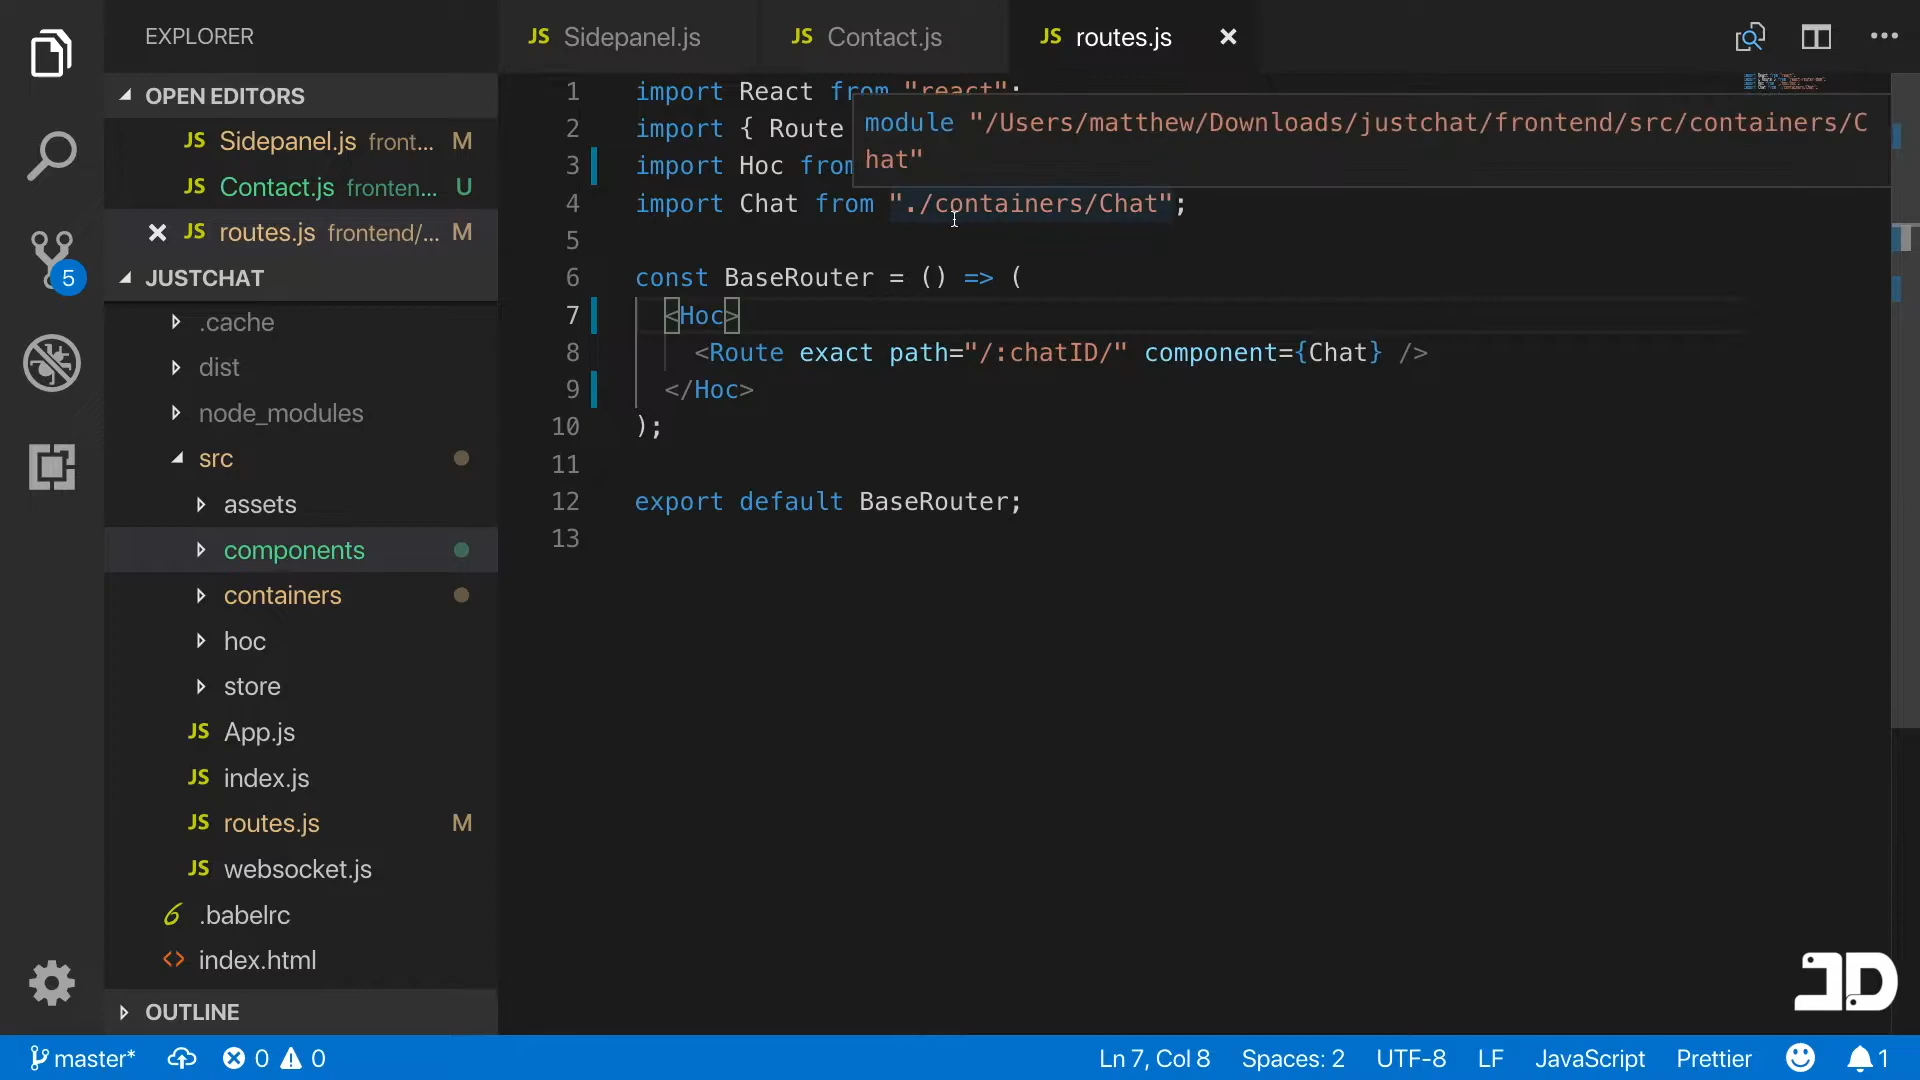 EXPLORER
OPEN EDITORS
JS Sidepanel.js front... M
JS Contact.js fronten... U
JS routes.js frontend/... M
JUSTCHAT
.cache
dist
node_modules
src
assets
components
containers
hoc
store
JS App.js
JS index.js
JS routes.js M
JS websocket.js
.babelrc
<> index.html
OUTLINE
5
JS Sidepanel.js JS Contact.js JS routes.js
1 import React from "react";
2 import { Route
3 import Hoc from
module "/Users/matthew/Downloads/justchat/frontend/src/containers/C
hat"
4 import Chat from "./containers/Chat";
5
6 const BaseRouter = () => (
7 <Hoc>
8 <Route exact path="/:chatID/" component={Chat} />
9 </Hoc>
10 );
11
12 export default BaseRouter;
13
JD
master* 0 0 Ln 7, Col 8 Spaces: 2 UTF-8 LF JavaScript Prettier 1